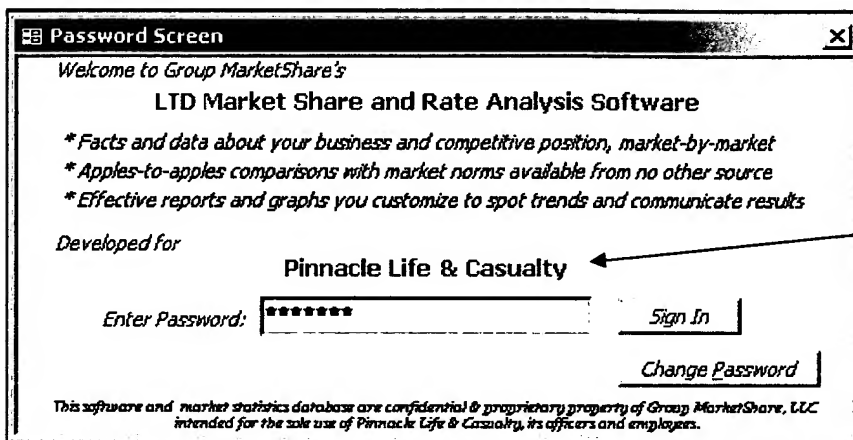 Password Screen
Welcome to Group MarketShare's
LTD Market Share and Rate Analysis Software
* Facts and data about your business and competitive position, market-by-market
* Apples-to-apples comparisons with market norms available from no other source
* Effective reports and graphs you customize to spot trends and communicate results
Developed for
Pinnacle Life & Casualty
Enter Password: ******* Sign In
Change Password
This software and market statistics database are confidential & proprietary property of Group MarketShare, LLC
intended for the sole use of Pinnacle Life & Casualty, its officers and employees.